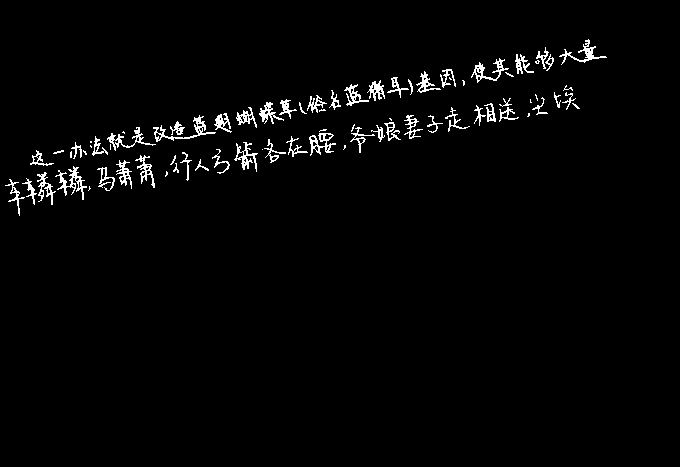 这一办法就是改造蓝翅蝴蝶草(俗名蓝猪耳)基因,使其能够大量
车辚辚,马萧萧,行人弓箭各在腰,爷娘妻子走相送,尘埃